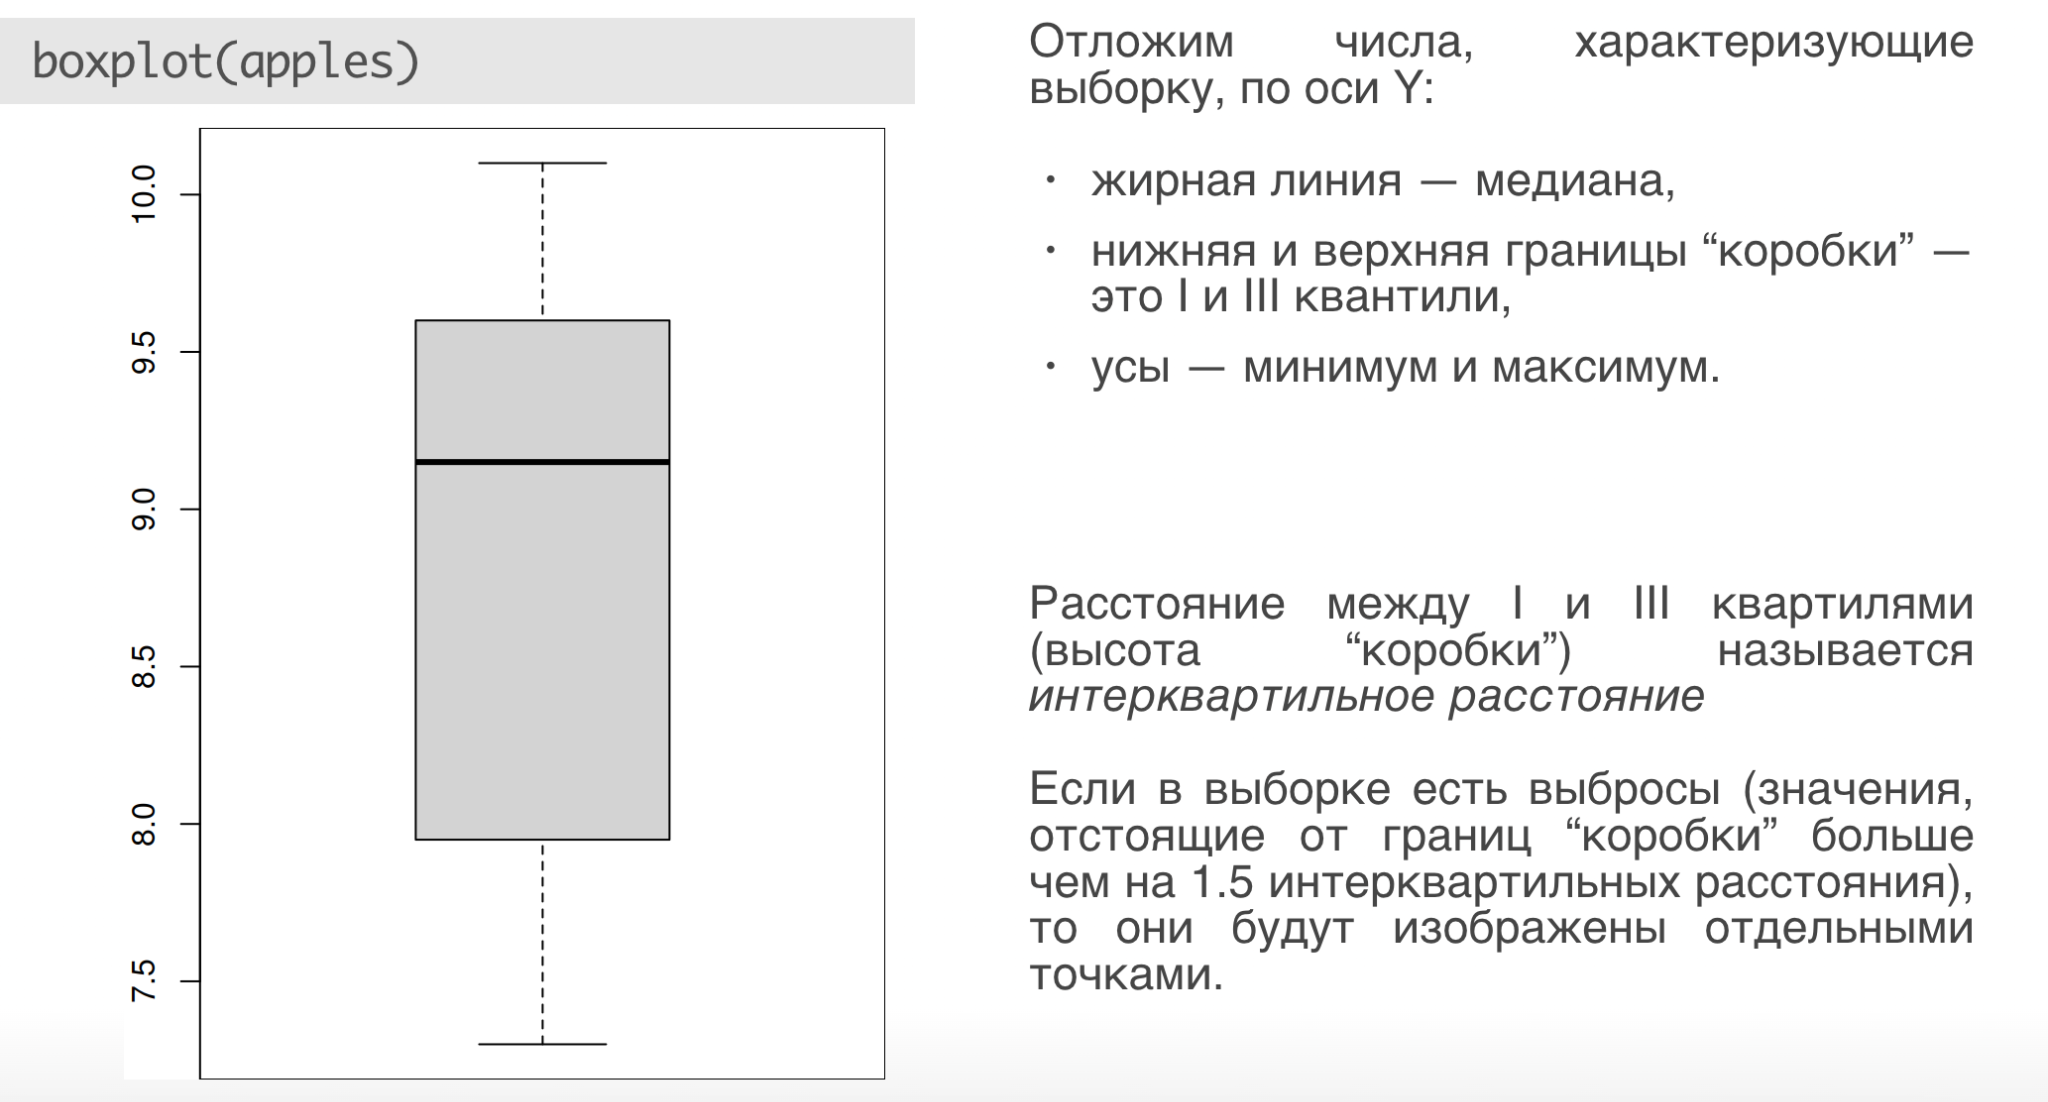 boxplot(apples)
10.0
9.5
9.0
8.5
8.0
7.5
Отложим числа, характеризующие
выборку, по оси Y:
• жирная линия — медиана,
• нижняя и верхняя границы “коробки” —
это I и III квантили,
• усы — минимум и максимум.
Расстояние между I и III квартилями
(высота “коробки”) называется
интерквартильное расстояние
Если в выборке есть выбросы (значения,
отстоящие от границ “коробки” больше
чем на 1.5 интерквартильных расстояния),
то они будут изображены отдельными
точками.